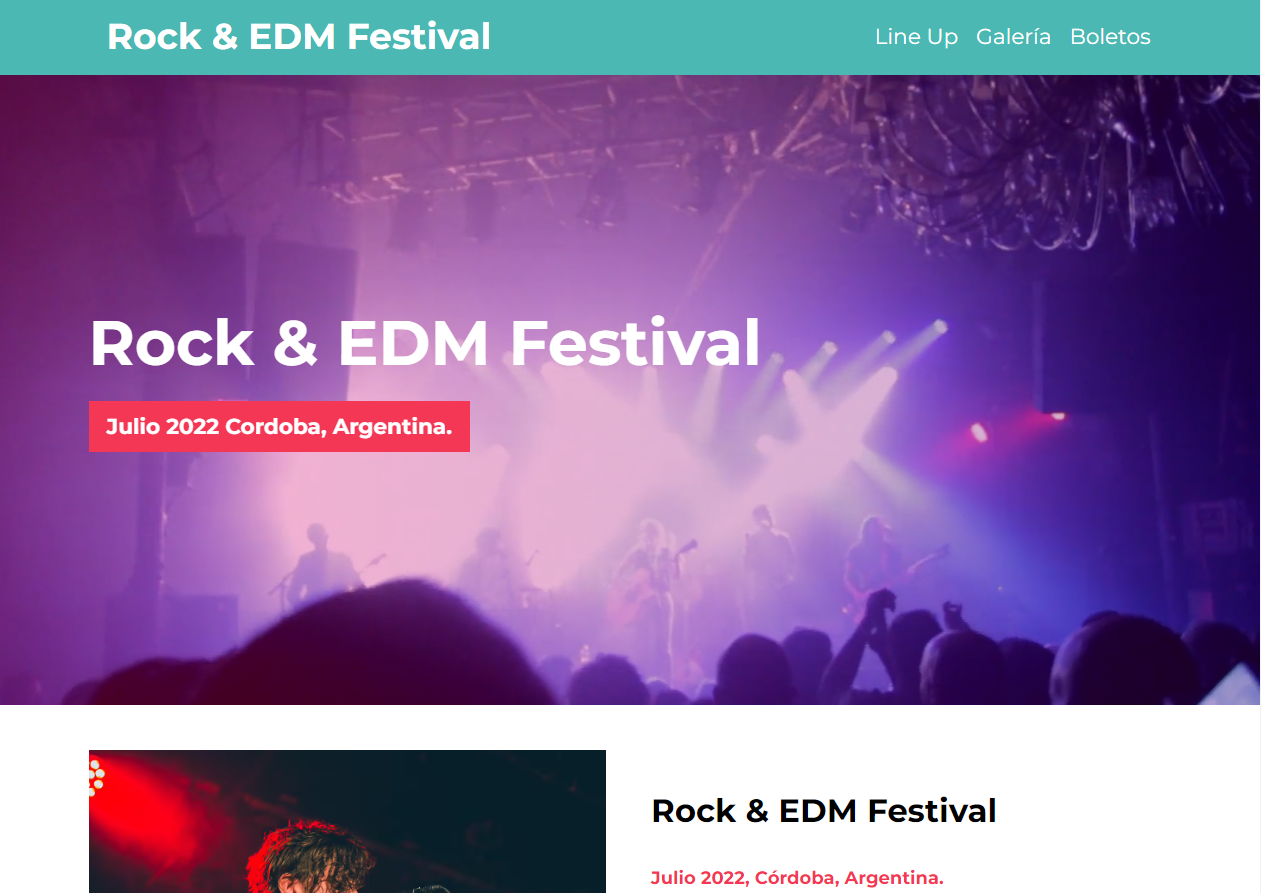 Rock & EDM Festival
Line Up Galería Boletos
Rock & EDM Festival
Julio 2022 Cordoba, Argentina.
Rock & EDM Festival
Julio 2022, Córdoba, Argentina.